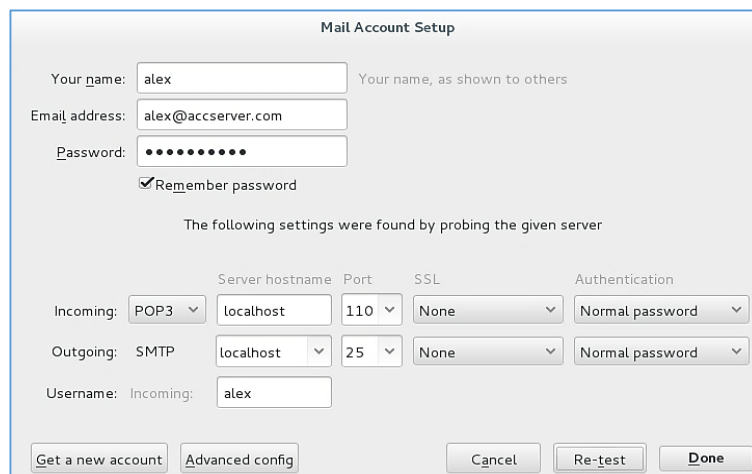 Mail Account Setup
Your name: alex Your name, as shown to others
Email address: alex@accserver.com
Password: ••••••••••
Remember password
The following settings were found by probing the given server
Server hostname Port SSL Authentication
Incoming: POP3 localhost 110 None Normal password
Outgoing: SMTP localhost 25 None Normal password
Username: Incoming: alex
Get a new account Advanced config Cancel Re-test Done